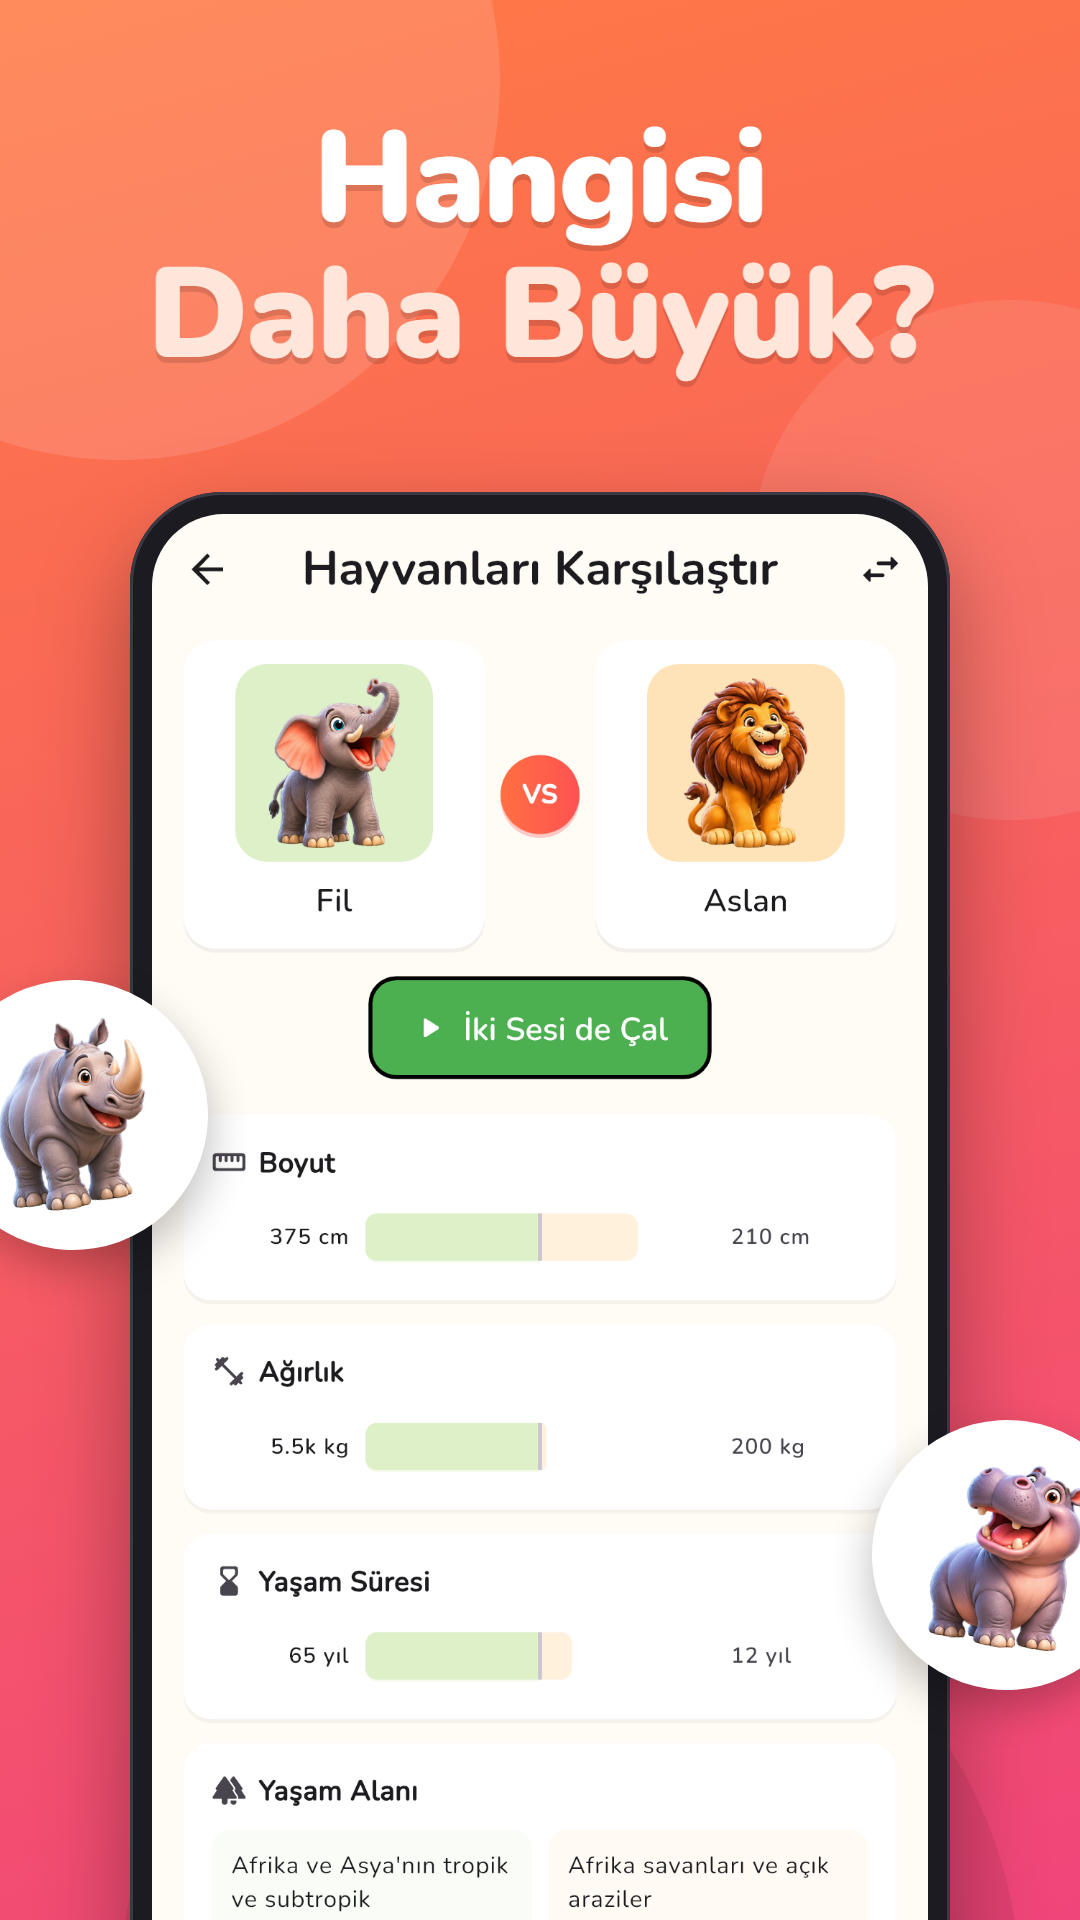 Hangisi
Daha Büyük?
Hayvanları Karşılaştır
Fil
VS
Aslan
İki Sesi de Çal
Boyut
375 cm
210 cm
Ağırlık
5.5k kg
200 kg
Yaşam Süresi
65 yıl
12 yıl
Yaşam Alanı
Afrika ve Asya'nın tropik
ve subtropik
Afrika savanları ve açık
araziler